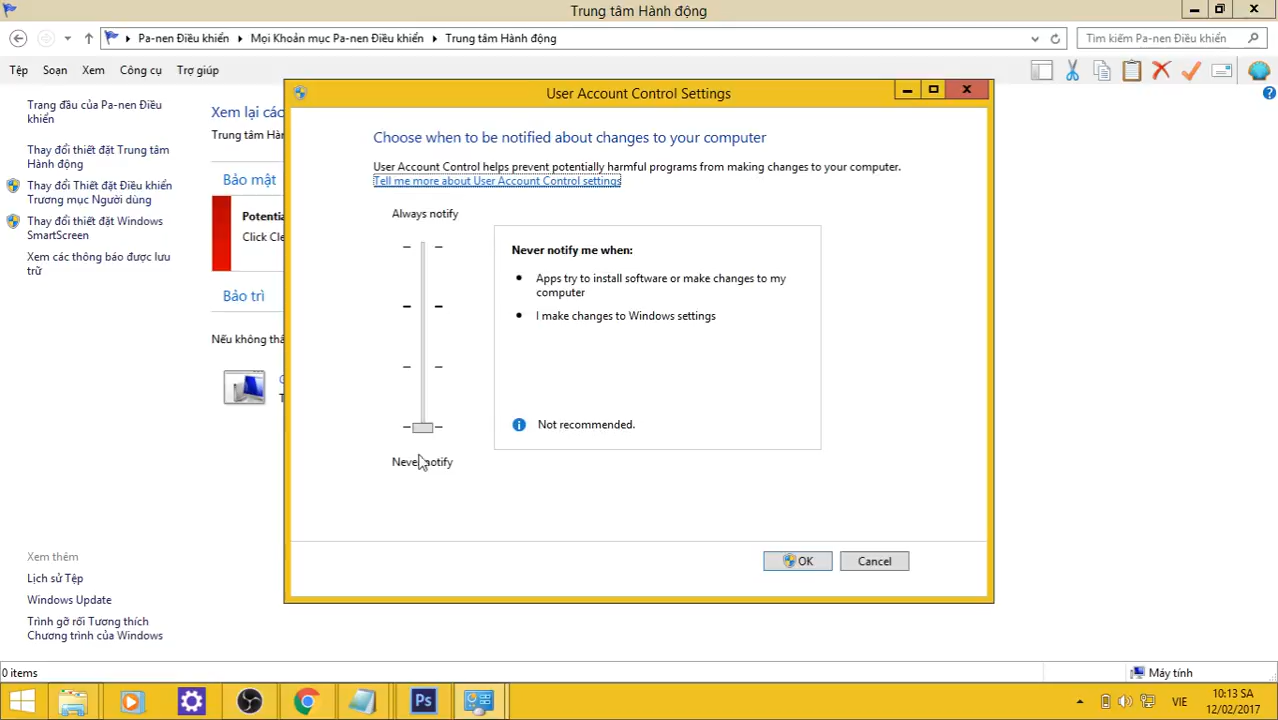 Trung tâm Hành động
Pa-nen Điều khiển
Mọi Khoản mục Pa-nen Điều khiển
Trung tâm Hành động
Tìm kiếm Pa-nen Điều khiển
Tệp
Soạn
Xem
Công cụ
Trợ giúp
Trang đầu của Pa-nen Điều
khiển
Thay đổi thiết đặt Trung tâm
Hành động
Thay đổi Thiết đặt Điều khiển
Trương mục Người dùng
Thay đổi thiết đặt Windows
SmartScreen
Xem các thông báo được lưu
trữ
Xem thêm
Lịch sử Tệp
Windows Update
Trình gỡ rối Tương thích
Chương trình của Windows
Xem lại các
Trung tâm Hàn
Bảo mật
Potentia
Click Cle
Bảo trì
Nếu không thấ
User Account Control Settings
Choose when to be notified about changes to your computer
User Account Control helps prevent potentially harmful programs from making changes to your computer.
Tell me more about User Account Control settings
Always notify
Never notify me when:
Apps try to install software or make changes to my
computer
I make changes to Windows settings
Not recommended.
Never notify
OK
Cancel
0 items
Máy tính
Ps
VIE
10:13 SA
12/02/2017